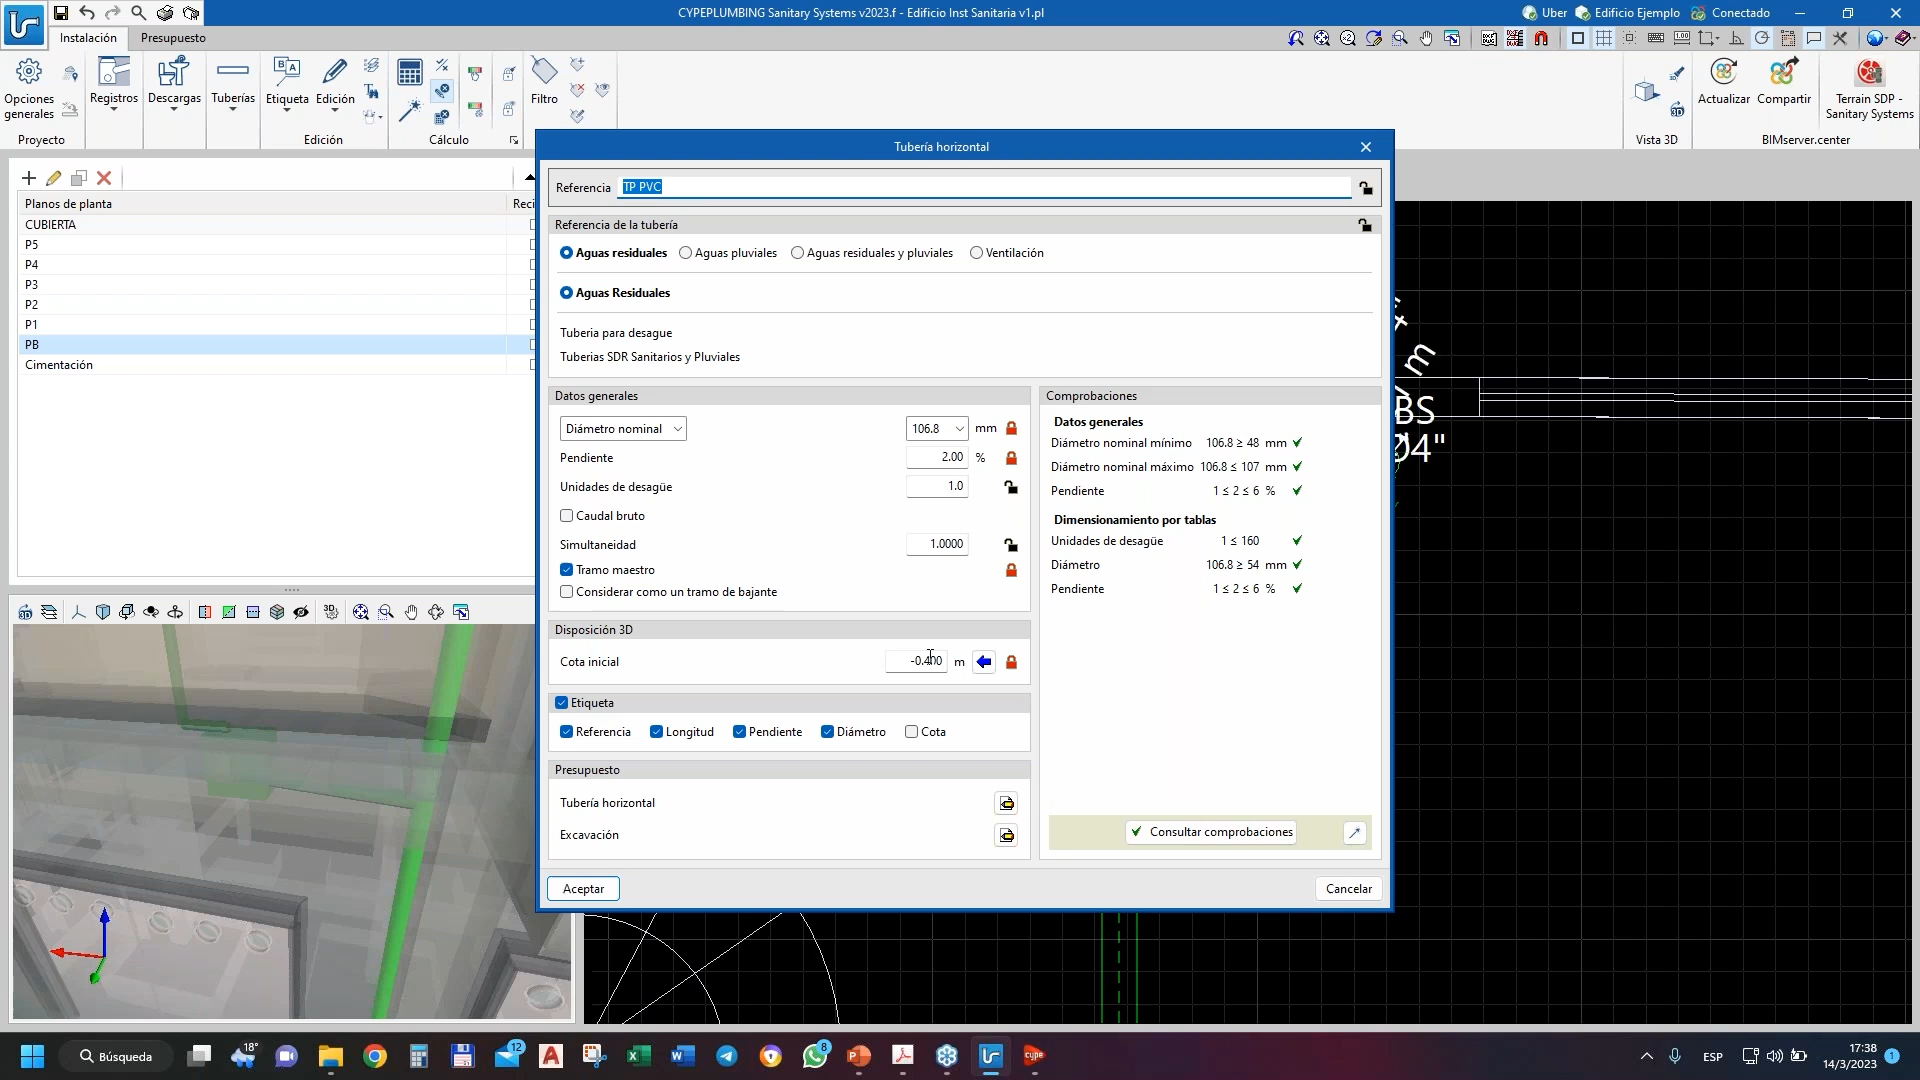 CYPEPLUMBING Sanitary Systems v2023.f - Edificio Inst Sanitaria v1.pl
Uber
Edificio Ejemplo
Conectado
Instalación
Presupuesto
Opciones generales
Registros
Descargas
Tuberías
Etiqueta
Edición
Filtro
Actualizar
Compartir
Terrain SDP - Sanitary Systems
Proyecto
Edición
Cálculo
Vista 3D
BIMserver.center
Planos de planta
Reci
CUBIERTA
P5
P4
P3
P2
P1
PB
Cimentación
Tubería horizontal
Referencia
TP PVC
Referencia de la tubería
Aguas residuales
Aguas pluviales
Aguas residuales y pluviales
Ventilación
Aguas Residuales
Tuberia para desague
Tuberias SDR Sanitarios y Pluviales
Datos generales
Diámetro nominal
106.8
mm
Pendiente
2.00
%
Unidades de desagüe
1.0
Caudal bruto
Simultaneidad
1.0000
Tramo maestro
Considerar como un tramo de bajante
Disposición 3D
Cota inicial
-0.400
m
Etiqueta
Referencia
Longitud
Pendiente
Diámetro
Cota
Presupuesto
Tubería horizontal
Excavación
Comprobaciones
Datos generales
Diámetro nominal mínimo 106.8 ≥ 48 mm
Diámetro nominal máximo 106.8 ≤ 107 mm
Pendiente 1 ≤ 2 ≤ 6 %
Dimensionamiento por tablas
Unidades de desagüe 1 ≤ 160
Diámetro 106.8 ≥ 54 mm
Pendiente 1 ≤ 2 ≤ 6 %
Consultar comprobaciones
Aceptar
Cancelar
m
BS
04"
Búsqueda
18°
12
8
ESP
17:38
14/3/2023
1